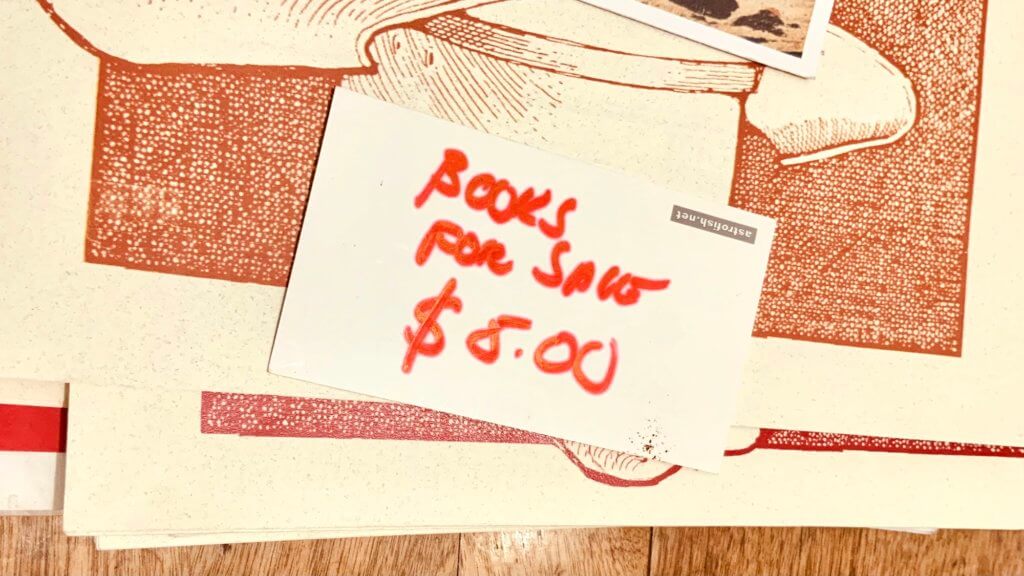 BOOKS
FOR SALE
$5.00
astrofish.net